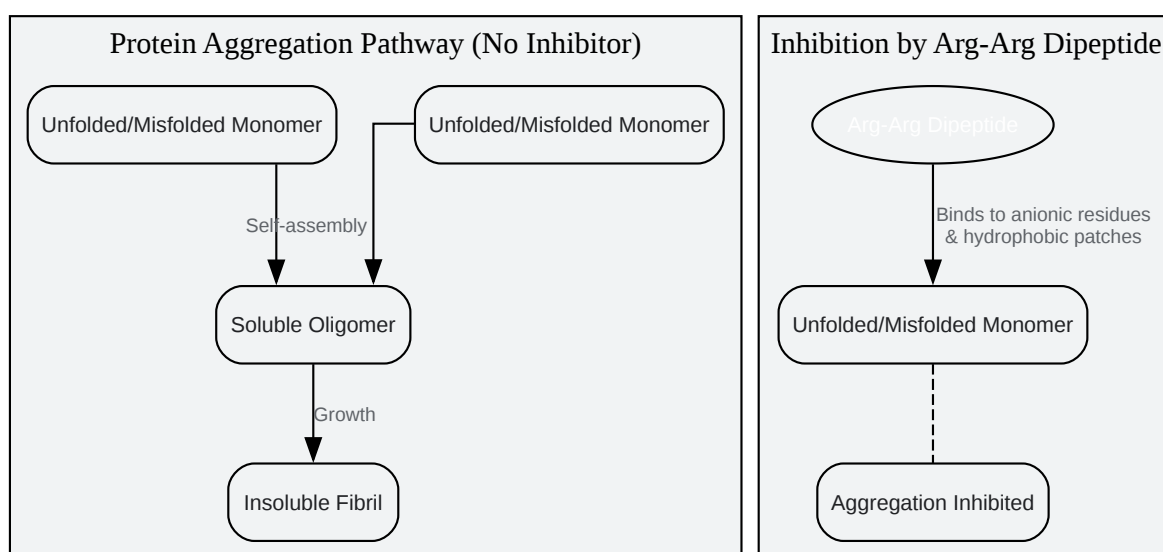 Protein Aggregation Pathway (No Inhibitor)
Unfolded/Misfolded Monomer
Unfolded/Misfolded Monomer
Self-assembly
Soluble Oligomer
Growth
Insoluble Fibril
Inhibition by Arg-Arg Dipeptide
Arg-Arg Dipeptide
Binds to anionic residues
& hydrophobic patches
Unfolded/Misfolded Monomer
Aggregation Inhibited